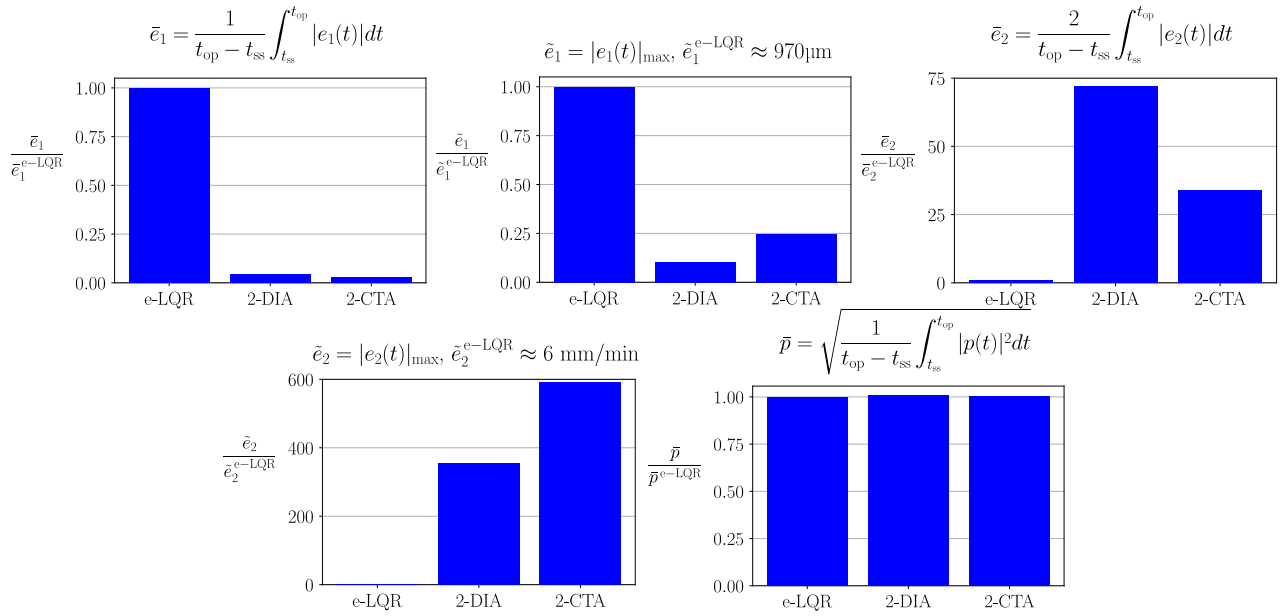 ē₁ = 1/(t_op − t_ss) ∫_{t_ss}^{t_op} |e₁(t)|dt
ē₁/ē₁^{e−LQR}
1.00
0.75
0.50
0.25
0.00
e-LQR 2-DIA 2-CTA
ẽ₁ = |e₁(t)|_max, ẽ₁^{e−LQR} ≈ 970µm
ẽ₁/ẽ₁^{e−LQR}
1.00
0.75
0.50
0.25
0.00
e-LQR 2-DIA 2-CTA
ē₂ = 2/(t_op − t_ss) ∫_{t_ss}^{t_op} |e₂(t)|dt
ē₂/ē₂^{e−LQR}
75
50
25
0
e-LQR 2-DIA 2-CTA
ẽ₂ = |e₂(t)|_max, ẽ₂^{e−LQR} ≈ 6 mm/min
ẽ₂/ẽ₂^{e−LQR}
600
400
200
0
e-LQR 2-DIA 2-CTA
p̄ = √(1/(t_op − t_ss) ∫_{t_ss}^{t_op} |p(t)|²dt)
p̄/p̄^{e−LQR}
1.00
0.75
0.50
0.25
0.00
e-LQR 2-DIA 2-CTA